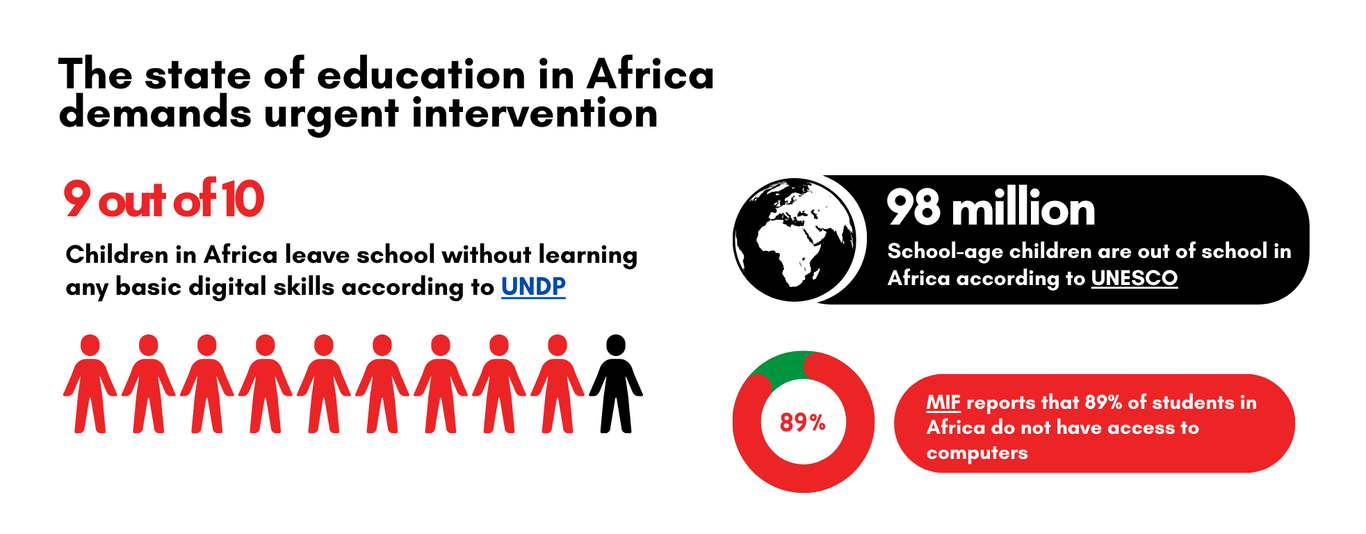 The state of education in Africa
demands urgent intervention
9 out of 10
Children in Africa leave school without learning
any basic digital skills according to UNDP
98 million
School-age children are out of school in
Africa according to UNESCO
89%
MIF reports that 89% of students in
Africa do not have access to
computers